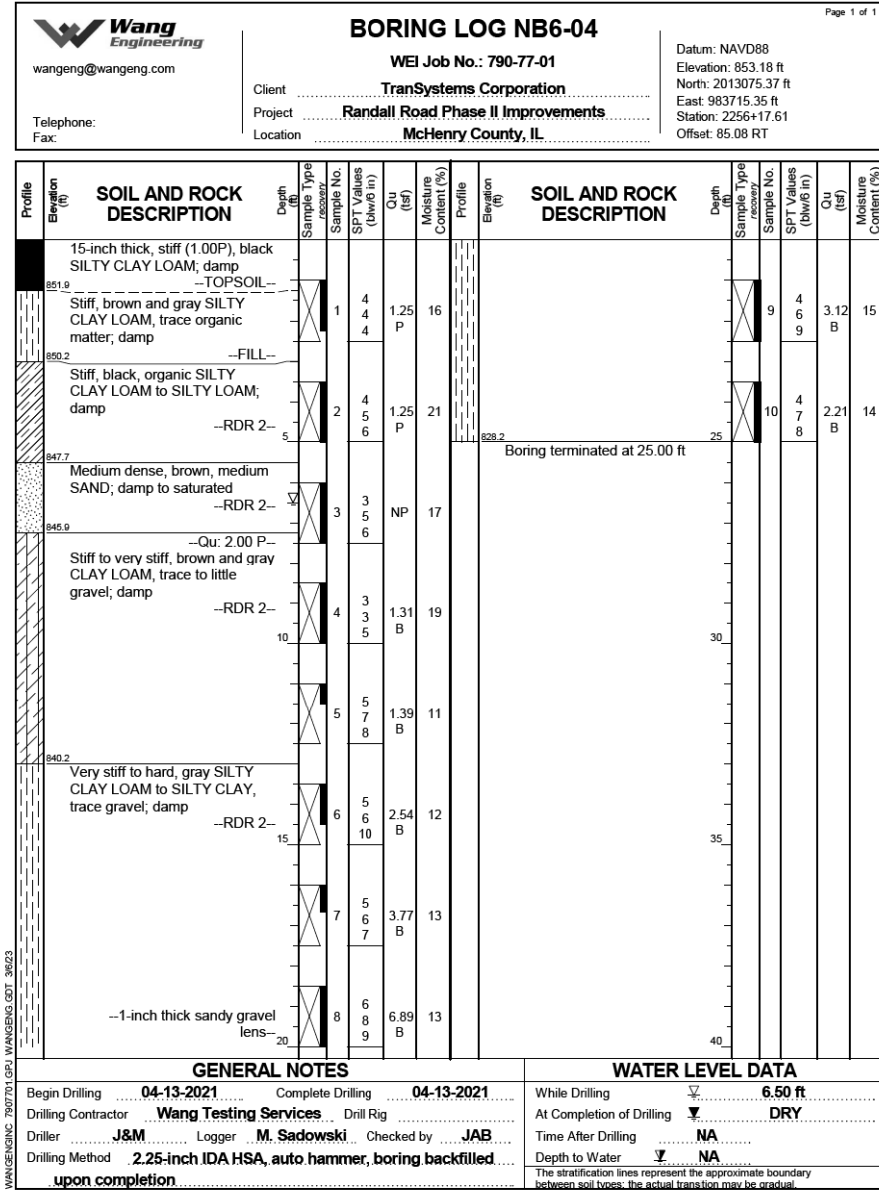 Page 1 of 1
Wang
Engineering
wangeng@wangeng.com
Telephone:
Fax:
BORING LOG NB6-04
WEI Job No.: 790-77-01
Client TranSystems Corporation
Project Randall Road Phase II Improvements
Location McHenry County, IL
Datum: NAVD88
Elevation: 853.18 ft
North: 2013075.37 ft
East: 983715.35 ft
Station: 2256+17.61
Offset: 85.08 RT
Profile
Elevation
(ft)
SOIL AND ROCK
DESCRIPTION
Depth
(ft)
Sample Type
recovery
Sample No.
SPT Values
(blw/6 in)
Qu
(tsf)
Moisture
Content (%)
15-inch thick, stiff (1.00P), black
SILTY CLAY LOAM; damp
--TOPSOIL--
851.9
Stiff, brown and gray SILTY
CLAY LOAM, trace organic
matter; damp
--FILL--
1
4
4
4
1.25
P
16
850.2
Stiff, black, organic SILTY
CLAY LOAM to SILTY LOAM;
damp
--RDR 2--
5
2
4
5
6
1.25
P
21
847.7
Medium dense, brown, medium
SAND; damp to saturated
--RDR 2--
3
3
5
6
NP
17
845.9
--Qu: 2.00 P--
Stiff to very stiff, brown and gray
CLAY LOAM, trace to little
gravel; damp
--RDR 2--
10
4
3
3
5
1.31
B
19
5
5
7
8
1.39
B
11
840.2
Very stiff to hard, gray SILTY
CLAY LOAM to SILTY CLAY,
trace gravel; damp
--RDR 2--
15
6
5
6
10
2.54
B
12
7
5
6
7
3.77
B
13
--1-inch thick sandy gravel
lens--
20
8
6
8
9
6.89
B
13
Profile
Elevation
(ft)
SOIL AND ROCK
DESCRIPTION
Depth
(ft)
Sample Type
recovery
Sample No.
SPT Values
(blw/6 in)
Qu
(tsf)
Moisture
Content (%)
9
4
6
9
3.12
B
15
10
4
7
8
2.21
B
14
828.2
25
Boring terminated at 25.00 ft
30
35
40
GENERAL NOTES
Begin Drilling 04-13-2021 Complete Drilling 04-13-2021
Drilling Contractor Wang Testing Services Drill Rig
Driller J&M Logger M. Sadowski Checked by JAB
Drilling Method 2.25-inch IDA HSA, auto hammer, boring backfilled
upon completion
WATER LEVEL DATA
While Drilling 6.50 ft
At Completion of Drilling DRY
Time After Drilling NA
Depth to Water NA
The stratification lines represent the approximate boundary
between soil types; the actual transition may be gradual.
WANGENGINC 7907701.GPJ WANGENG.GDT 3/6/23